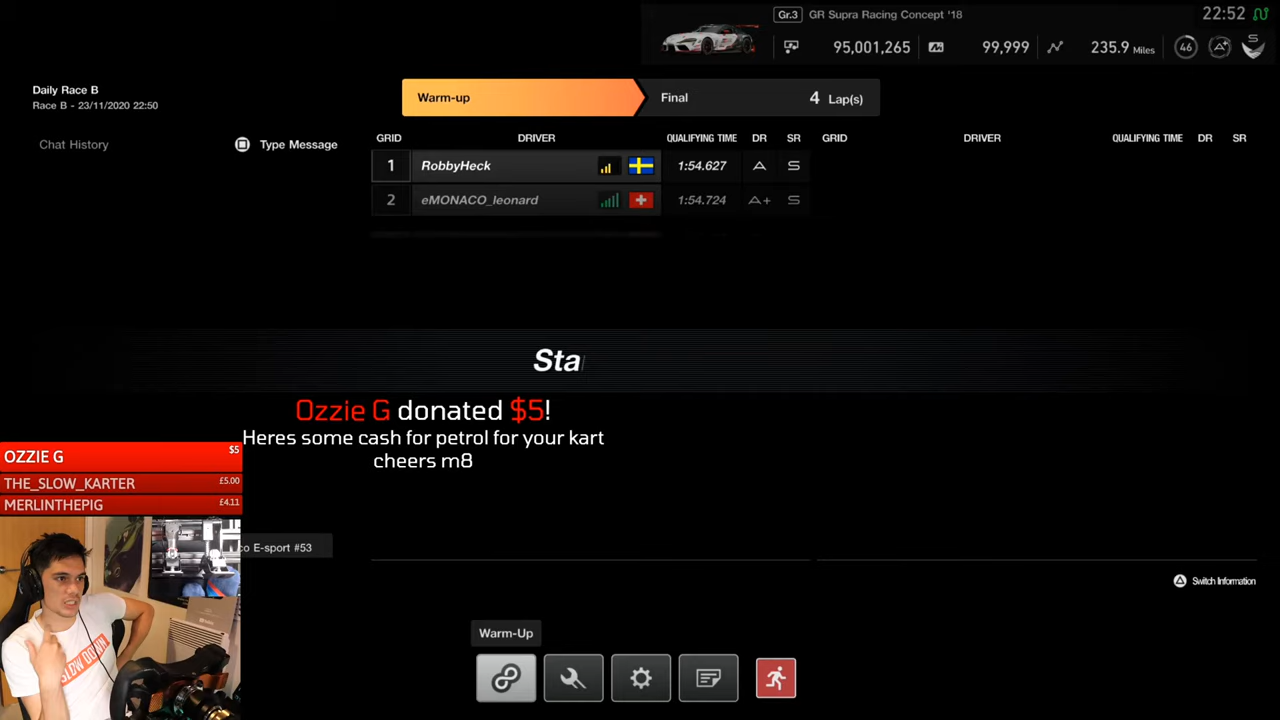 Gr.3 GR Supra Racing Concept '18
22:52
95,001,265
99,999
235.9 Miles
46
A+
S
Daily Race B
Race B - 23/11/2020 22:50
Warm-up
Final 4 Lap(s)
Chat History
Type Message
GRID DRIVER QUALIFYING TIME DR SR GRID DRIVER QUALIFYING TIME DR SR
1 RobbyHeck 1:54.627 A S
2 eMONACO_leonard 1:54.724 A+ S
Sta
Ozzie G donated $5!
Heres some cash for petrol for your kart
cheers m8
OZZIE G $5
THE_SLOW_KARTER £5.00
MERLINTHEPIG £4.11
co E-sport #53
SLOW DOWN
Switch Information
Warm-Up